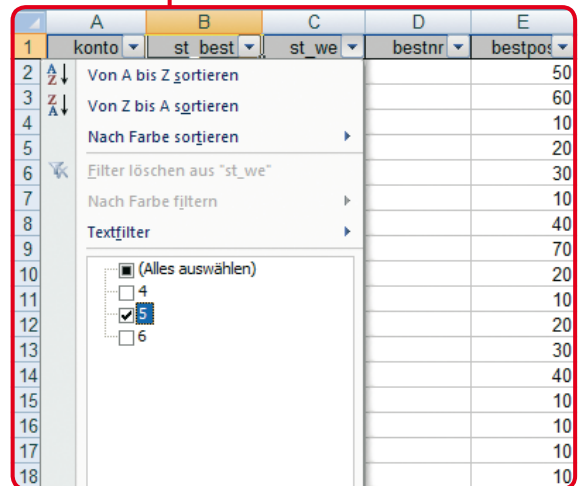 A B C D E
1 konto st_best st_we bestnr bestpos
2 Von A bis Z sortieren 50
3 Von Z bis A sortieren 60
4 10
5 Nach Farbe sortieren 20
6 Filter löschen aus "st_we" 30
7 Nach Farbe filtern 10
8 Textfilter 40
9 70
10 (Alles auswählen) 20
11 4 10
12 5 20
13 6 30
14 40
15 10
16 10
17 10
18 10